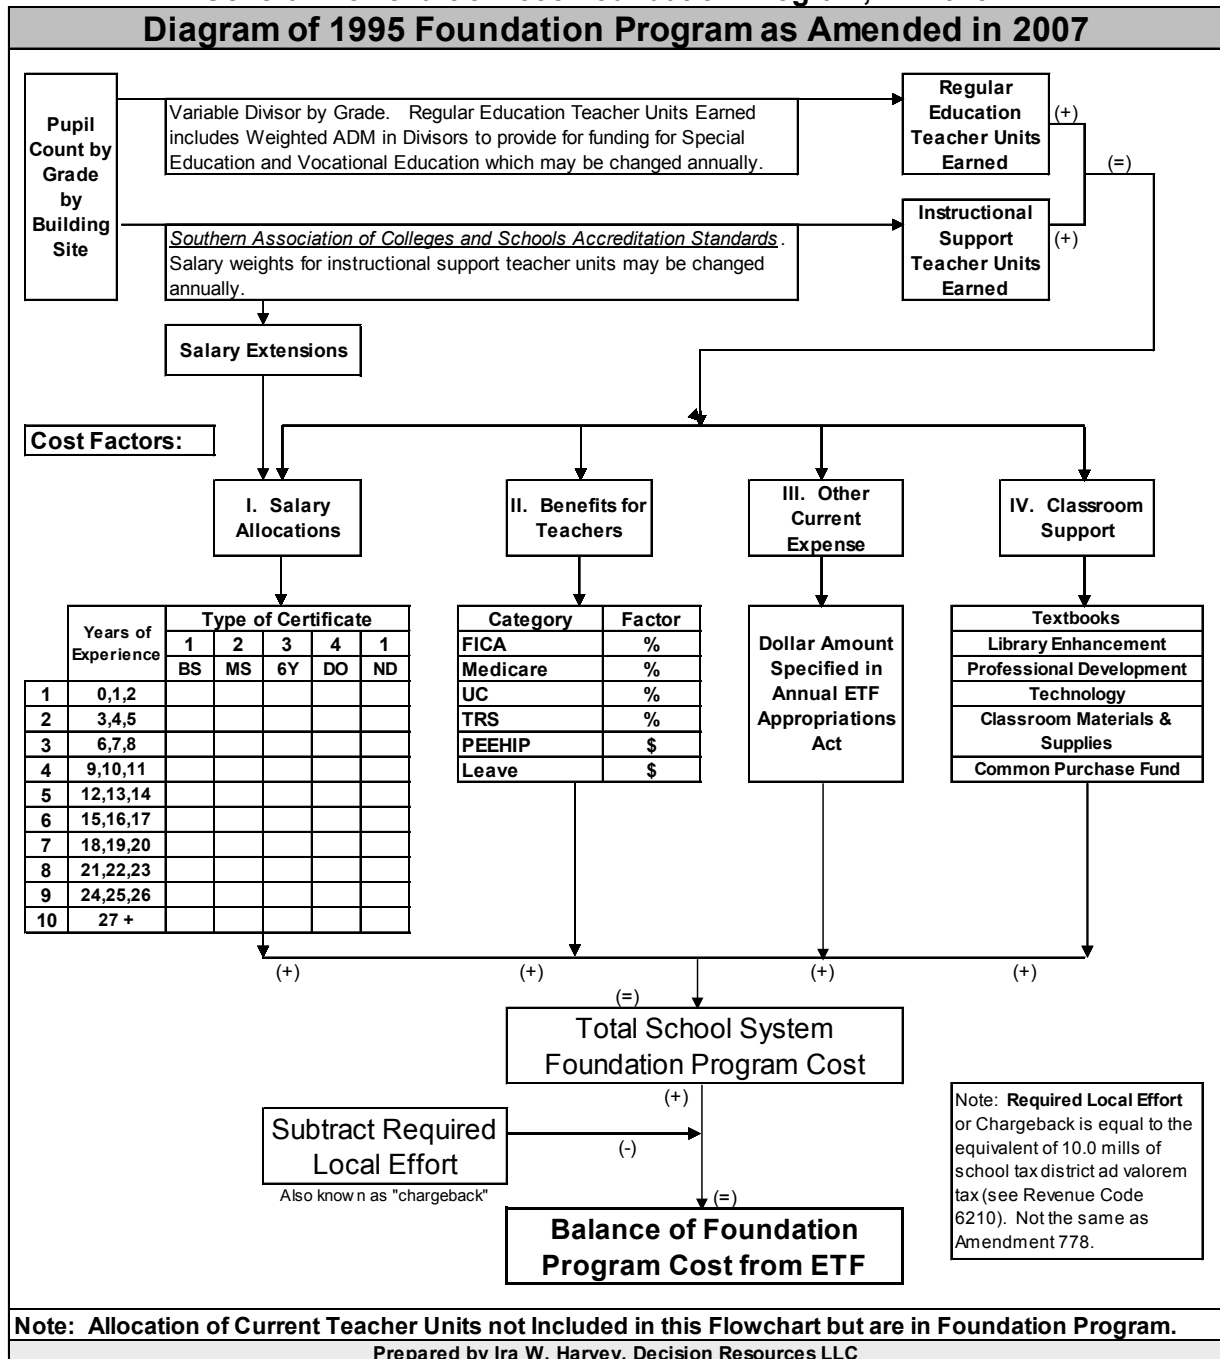 Diagram of 1995 Foundation Program as Amended in 2007
Pupil
Count by
Grade
by
Building
Site
Variable Divisor by Grade. Regular Education Teacher Units Earned
includes Weighted ADM in Divisors to provide for funding for Special
Education and Vocational Education which may be changed annually.
Regular
Education
Teacher Units
Earned
(+)
(=)
Southern Association of Colleges and Schools Accreditation Standards.
Salary weights for instructional support teacher units may be changed
annually.
Instructional
Support
Teacher Units
Earned
(+)
Salary Extensions
Cost Factors:
I. Salary
Allocations
II. Benefits for
Teachers
III. Other
Current
Expense
IV. Classroom
Support
Years of
Experience
Type of Certificate
1 2 3 4 1
BS MS 6Y DO ND
1 0,1,2
2 3,4,5
3 6,7,8
4 9,10,11
5 12,13,14
6 15,16,17
7 18,19,20
8 21,22,23
9 24,25,26
10 27 +
Category Factor
FICA %
Medicare %
UC %
TRS %
PEEHIP $
Leave $
Dollar Amount
Specified in
Annual ETF
Appropriations
Act
Textbooks
Library Enhancement
Professional Development
Technology
Classroom Materials &
Supplies
Common Purchase Fund
(+) (+) (+) (+)
(=)
Total School System
Foundation Program Cost
(+)
Subtract Required
Local Effort
(-)
Also known as "chargeback"
(=)
Balance of Foundation
Program Cost from ETF
Note: Required Local Effort
or Chargeback is equal to the
equivalent of 10.0 mills of
school tax district ad valorem
tax (see Revenue Code
6210). Not the same as
Amendment 778.
Note: Allocation of Current Teacher Units not Included in this Flowchart but are in Foundation Program.
Prepared by Ira W. Harvey, Decision Resources LLC